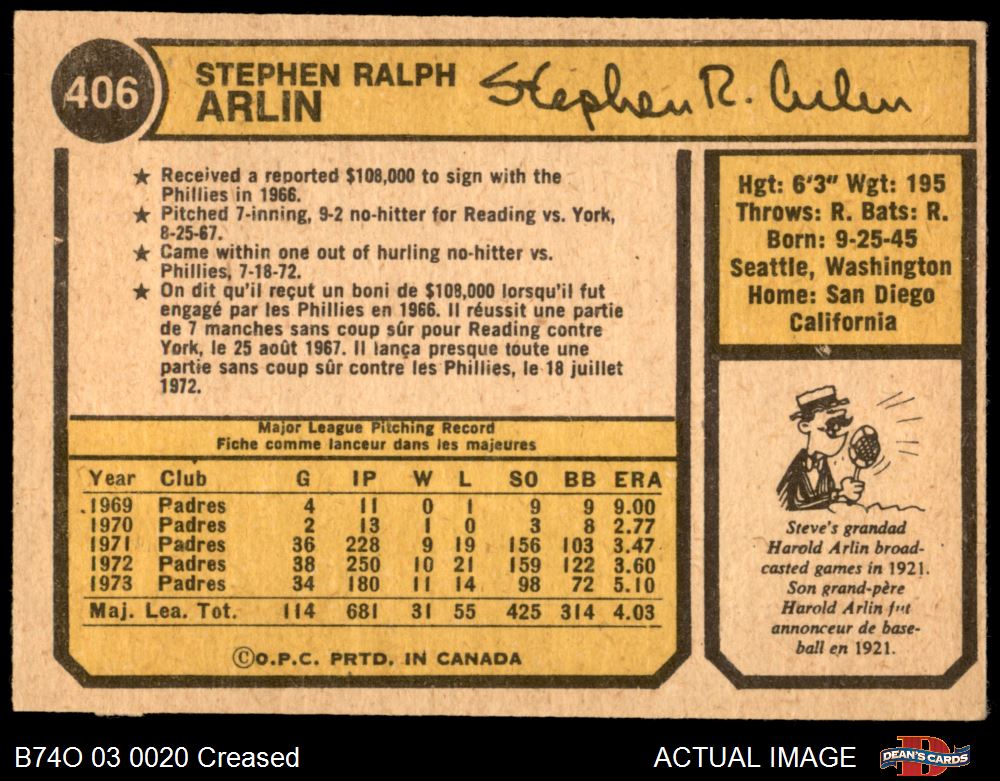 406
STEPHEN RALPH
ARLIN
Stephen R. Arlin
★ Received a reported $108,000 to sign with the
Phillies in 1966.
★ Pitched 7-inning, 9-2 no-hitter for Reading vs. York,
8-25-67.
★ Came within one out of hurling no-hitter vs.
Phillies, 7-18-72.
★ On dit qu'il reçut un boni de $108,000 lorsqu'il fut
engagé par les Phillies en 1966. Il réussit une partie
de 7 manches sans coup sûr pour Reading contre
York, le 25 août 1967. Il lança presque toute une
partie sans coup sûr contre les Phillies, le 18 juillet
1972.
Hgt: 6'3" Wgt: 195
Throws: R. Bats: R.
Born: 9-25-45
Seattle, Washington
Home: San Diego
California
Major League Pitching Record
Fiche comme lanceur dans les majeures
Year Club G IP W L SO BB ERA
1969 Padres 4 11 0 1 9 9 9.00
1970 Padres 2 13 1 0 3 8 2.77
1971 Padres 36 228 9 19 156 103 3.47
1972 Padres 38 250 10 21 159 122 3.60
1973 Padres 34 180 11 14 98 72 5.10
Maj. Lea. Tot. 114 681 31 55 425 314 4.03
©O.P.C. PRTD. IN CANADA
Steve's grandad
Harold Arlin broad-
casted games in 1921.
Son grand-père
Harold Arlin fut
annonceur de base-
ball en 1921.
B74O 03 0020 Creased
ACTUAL IMAGE
DEAN'S CARDS